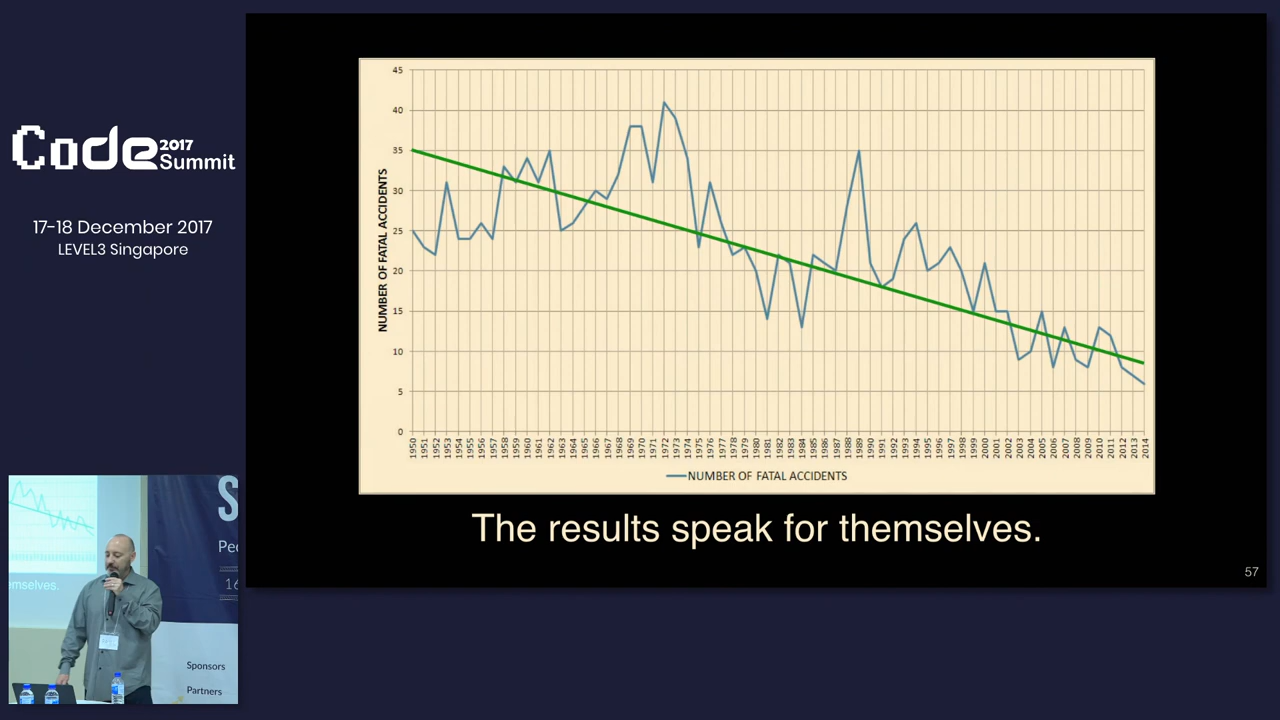 Code
2017
Summit
17-18 December 2017
LEVEL3 Singapore
45
40
35
30
25
20
15
10
5
0
NUMBER OF FATAL ACCIDENTS
1950 1951 1952 1953 1954 1955 1956 1957 1958 1959 1960 1961 1962 1963 1964 1965 1966 1967 1968 1969 1970 1971 1972 1973 1974 1975 1976 1977 1978 1979 1980 1981 1982 1983 1984 1985 1986 1987 1988 1989 1990 1991 1992 1993 1994 1995 1996 1997 1998 1999 2000 2001 2002 2003 2004 2005 2006 2007 2008 2009 2010 2011 2012 2013 2014
NUMBER OF FATAL ACCIDENTS
The results speak for themselves.
57
emselves.
S
Peo
16
Sponsors
Partners